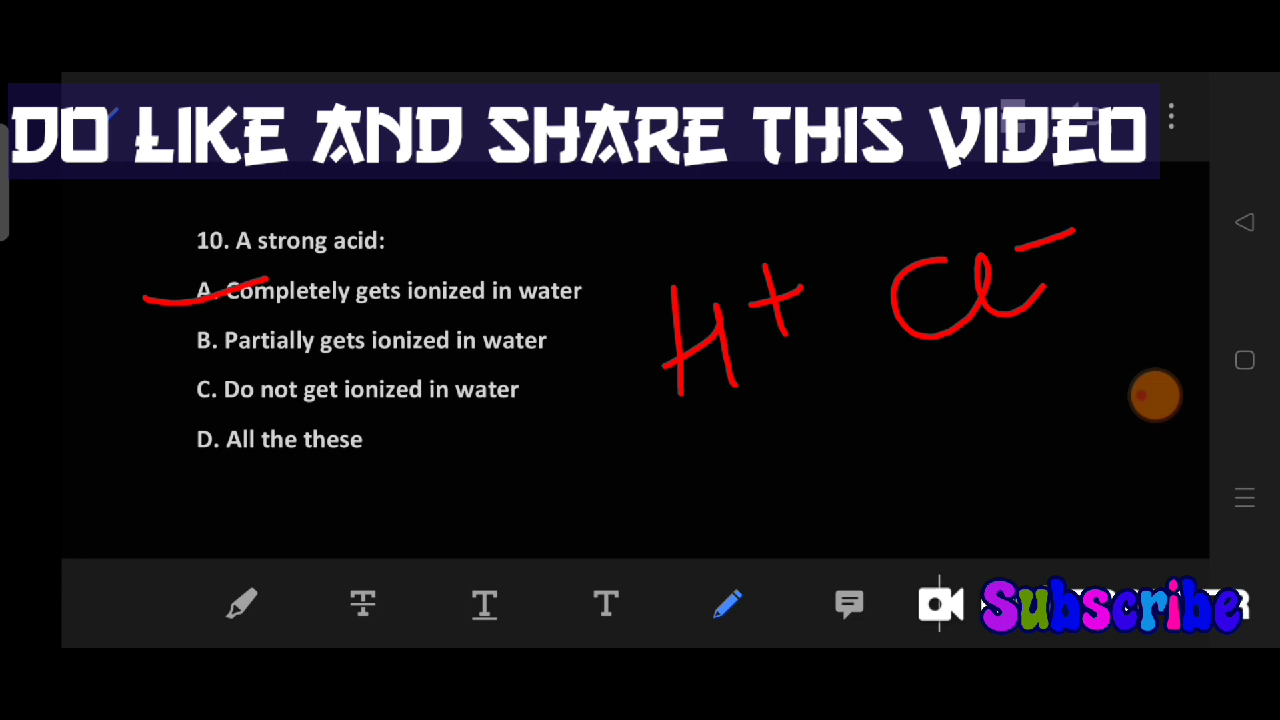 DO LIKE AND SHARE THIS VIDEO
10. A strong acid:
A. Completely gets ionized in water
B. Partially gets ionized in water
C. Do not get ionized in water
D. All the these
H+ Cl-
Subscribe